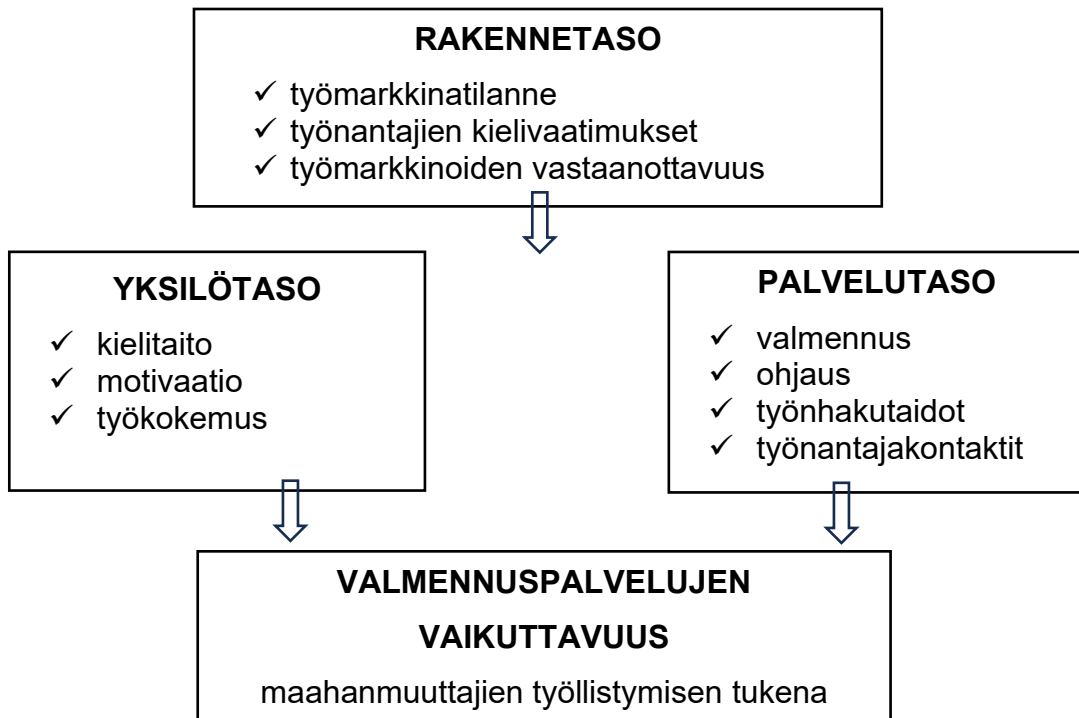 RAKENNETASO
✓ työmarkkinatilanne
✓ työnantajien kielivaatimukset
✓ työmarkkinoiden vastaanottavuus
YKSILÖTASO
✓ kielitaito
✓ motivaatio
✓ työkokemus
PALVELUTASO
✓ valmennus
✓ ohjaus
✓ työnhakutaidot
✓ työnantajakontaktit
VALMENNUSPALVELUJEN
VAIKUTTAVUUS
maahanmuuttajien työllistymisen tukena